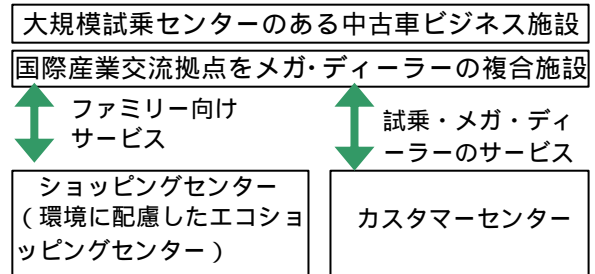 大規模試乗センターのある中古車ビジネス施設
国際産業交流拠点をメガ・ディーラーの複合施設
ファミリー向け
サービス
試乗・メガ・ディ
ーラーのサービス
ショッピングセンター
(環境に配慮したエコショ
ッピングセンター)
カスタマーセンター